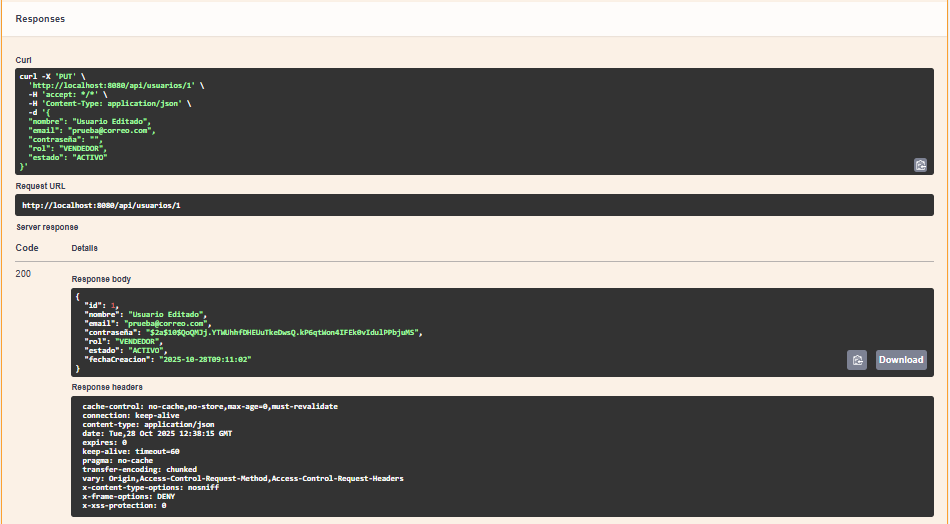 Responses
Curl
curl -X 'PUT' \
'http://localhost:8080/api/usuarios/1' \
-H 'accept: */*' \
-H 'Content-Type: application/json' \
-d '{
"nombre": "Usuario Editado",
"email": "prueba@correo.com",
"contraseña": "",
"rol": "VENDEDOR",
"estado": "ACTIVO"
}'
Request URL
http://localhost:8080/api/usuarios/1
Server response
Code Details
200
Response body
{
"id": 1,
"nombre": "Usuario Editado",
"email": "prueba@correo.com",
"contraseña":
"rol": "VENDEDOR",
"estado": "ACTIVO",
"fechaCreacion": "2025-10-28T09:11:02"
}
Download
Response headers
cache-control: no-cache,no-store,max-age=0,must-revalidate
connection: keep-alive
content-type: application/json
date: Tue,28 Oct 2025 12:38:15 GMT
expires: 0
keep-alive: timeout=60
pragma: no-cache
transfer-encoding: chunked
vary: Origin,Access-Control-Request-Method,Access-Control-Request-Headers
x-content-type-options: nosniff
x-frame-options: DENY
x-xss-protection: 0